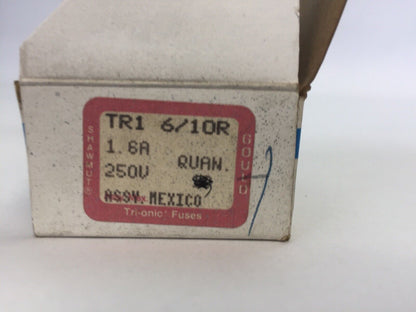 TR1 6/10R
1.6A
250V
QUAN.
ASSY MEXICO
Tri-onic® Fuses
SHAWMUT®
GOULD